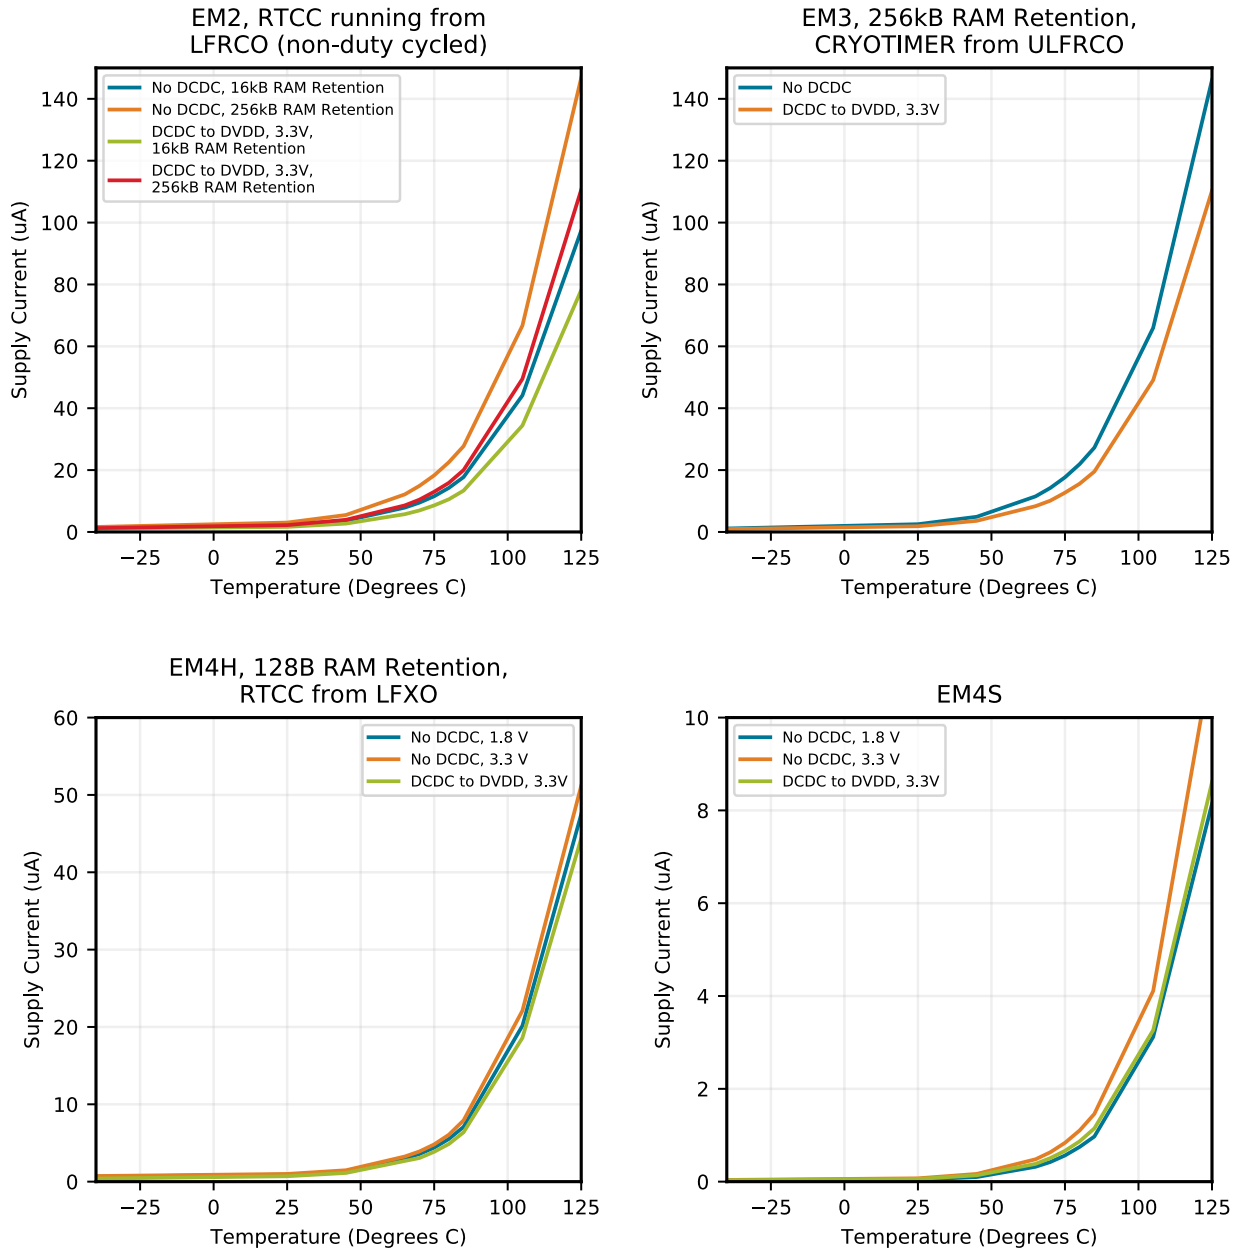 EM2, RTCC running from
LFRCO (non-duty cycled)
No DCDC, 16kB RAM Retention
No DCDC, 256kB RAM Retention
DCDC to DVDD, 3.3V,
16kB RAM Retention
DCDC to DVDD, 3.3V,
256kB RAM Retention
140
120
100
80
60
40
20
0
Supply Current (uA)
−25 0 25 50 75 100 125
Temperature (Degrees C)
EM3, 256kB RAM Retention,
CRYOTIMER from ULFRCO
No DCDC
DCDC to DVDD, 3.3V
140
120
100
80
60
40
20
0
Supply Current (uA)
−25 0 25 50 75 100 125
Temperature (Degrees C)
EM4H, 128B RAM Retention,
RTCC from LFXO
No DCDC, 1.8 V
No DCDC, 3.3 V
DCDC to DVDD, 3.3V
60
50
40
30
20
10
0
Supply Current (uA)
−25 0 25 50 75 100 125
Temperature (Degrees C)
EM4S
No DCDC, 1.8 V
No DCDC, 3.3 V
DCDC to DVDD, 3.3V
10
8
6
4
2
0
Supply Current (uA)
−25 0 25 50 75 100 125
Temperature (Degrees C)